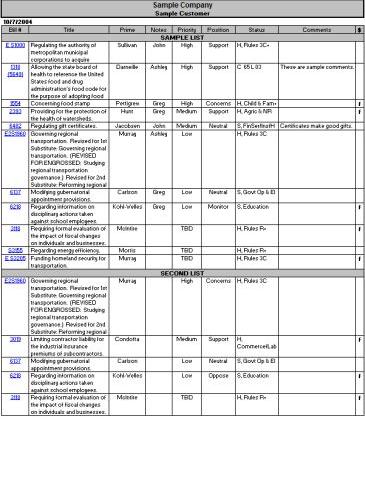 Sample Company
Sample Customer
10/7/2004
Bill # Title Prime Notes Priority Position Status Comments $
SAMPLE LIST
E S1000 Regulating the authority of Sullivan John High Support H, Rules 3C+
metropolitan municipal
corporations to acquire
1318 Allowing the state board of Darneille Ashley High Support C 65 L 03 These are sample comments.
(5640) health to reference the United
States food and drug
administration's food code for
the purpose of adopting food
1554 Concerning food stamp Pettigrew Greg High Concerns H, Child & Fam+ f
2393 Providing for the protection of Hunt Greg Medium Support H, Agric & NR f
the health of watersheds.
6402 Regulating gift certificates. Jacobsen John Medium Neutral S, FinSerIns/H Certificates make good gifts.
E2S1960 Governing regional Murray Ashley Low H, Rules 3C
transportation. Revised for 1st
Substitute: Governing regional
transportation. (REVISED
FOR ENGROSSED: Studying
regional transportation
governance.) Revised for 2nd
Substitute: Reforming regional
6137 Modifying gubernatorial Carlson Greg Low Neutral S, Govt Op & El
appointment provisions.
6218 Regarding information on Kohl-Welles Greg Low Monitor S, Education f
disciplinary actions taken
against school employees.
3118 Requiring formal evaluation of McIntire TBD H, Rules R+ f
the impact of fiscal changes
on individuals and businesses.
S3155 Regarding energy efficiency. Morris TBD H, Rules R+
E S3205 Funding homeland security for Murray TBD H, Rules 3C f
transportation.
SECOND LIST
E2S1960 Governing regional Murray High Concerns H, Rules 3C
transportation. Revised for 1st
Substitute: Governing regional
transportation. (REVISED
FOR ENGROSSED: Studying
regional transportation
governance.) Revised for 2nd
Substitute: Reforming regional
3019 Limiting contractor liability for Condotta Medium Support H, f
the industrial insurance Commerce/Lab
premiums of subcontractors.
6137 Modifying gubernatorial Carlson Low Neutral S, Govt Op & El
appointment provisions.
6218 Regarding information on Kohl-Welles Low Oppose S, Education f
disciplinary actions taken
against school employees.
3118 Requiring formal evaluation of McIntire TBD H, Rules R+ f
the impact of fiscal changes
on individuals and businesses.